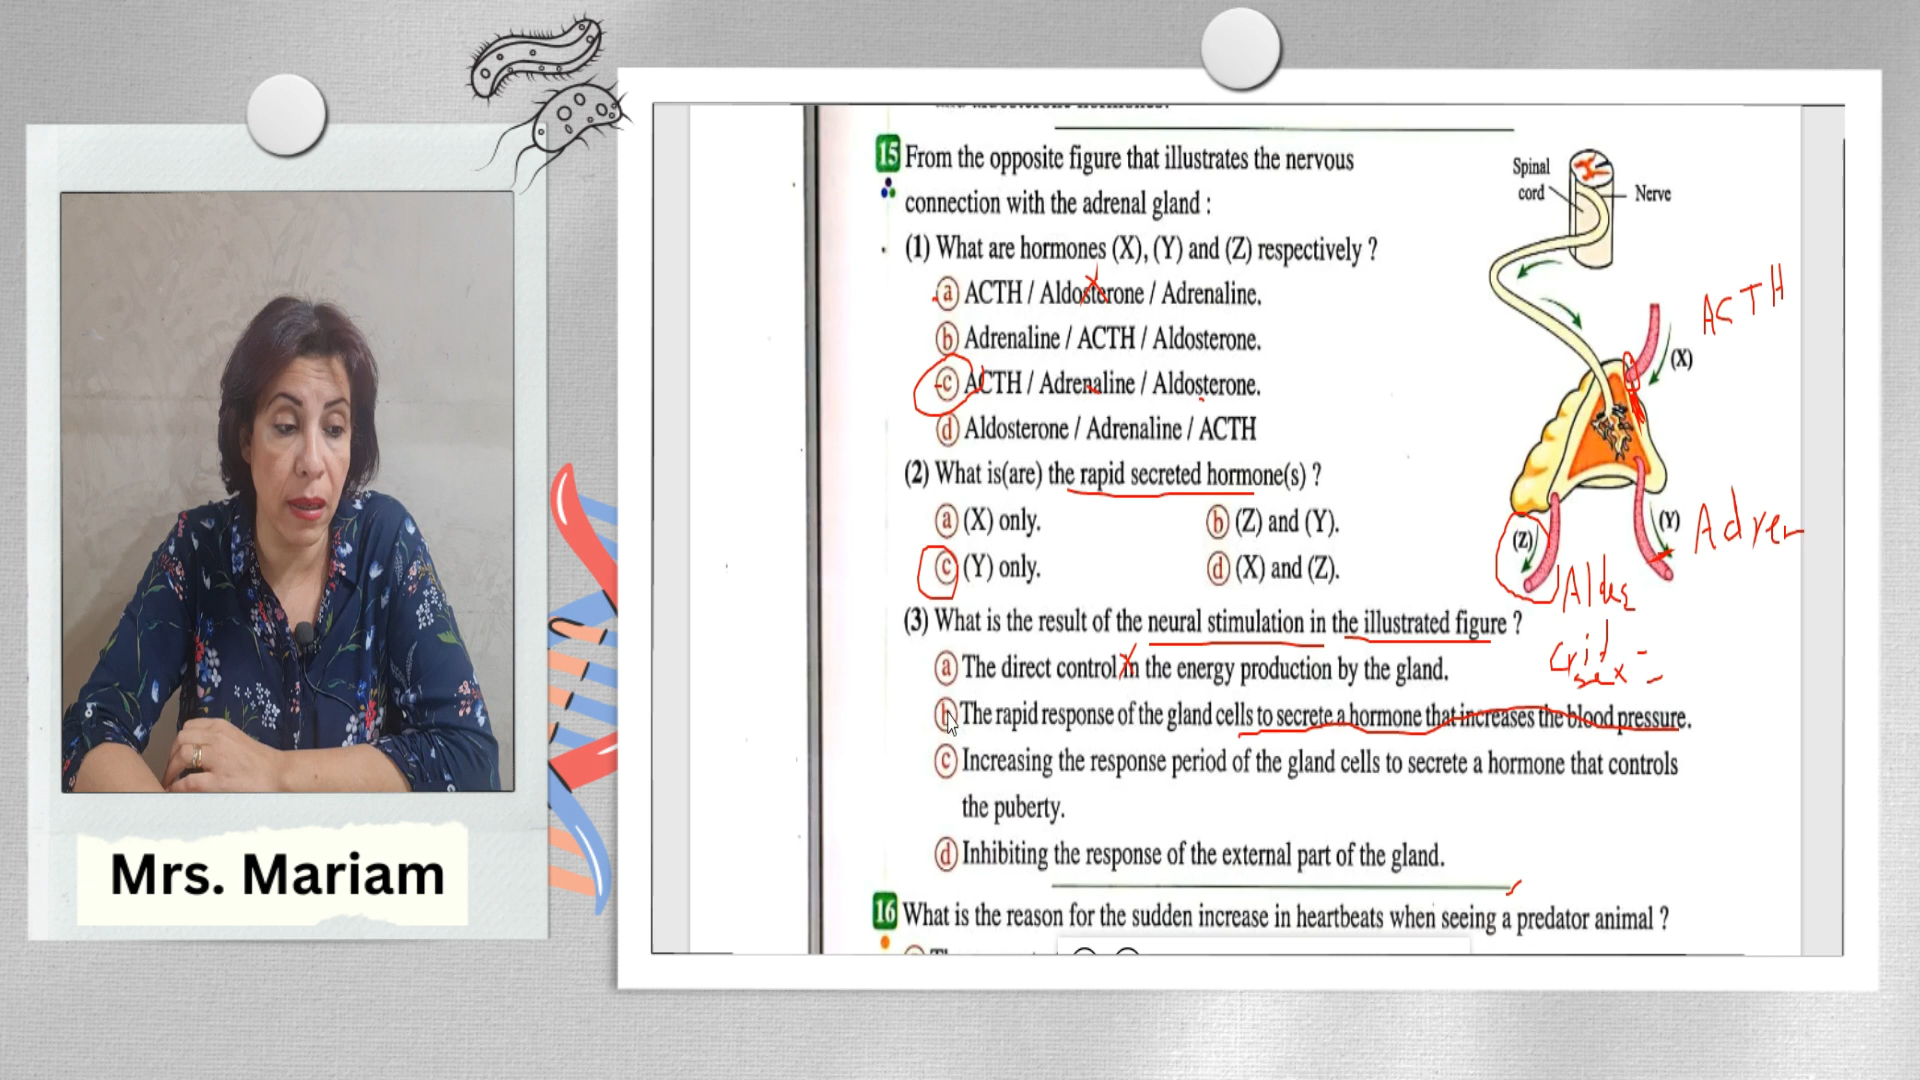 15 From the opposite figure that illustrates the nervous
connection with the adrenal gland :
(1) What are hormones (X), (Y) and (Z) respectively ?
a ACTH / Aldosterone / Adrenaline.
b Adrenaline / ACTH / Aldosterone.
c ACTH / Adrenaline / Aldosterone.
d Aldosterone / Adrenaline / ACTH
(2) What is(are) the rapid secreted hormone(s) ?
a (X) only.
b (Z) and (Y).
c (Y) only.
d (X) and (Z).
(3) What is the result of the neural stimulation in the illustrated figure ?
a The direct control in the energy production by the gland.
b The rapid response of the gland cells to secrete a hormone that increases the blood pressure.
c Increasing the response period of the gland cells to secrete a hormone that controls
the puberty.
d Inhibiting the response of the external part of the gland.
16 What is the reason for the sudden increase in heartbeats when seeing a predator animal ?
Spinal
cord
Nerve
ACTH
(X)
(Y)
Adren
(Z)
sex
Mrs. Mariam